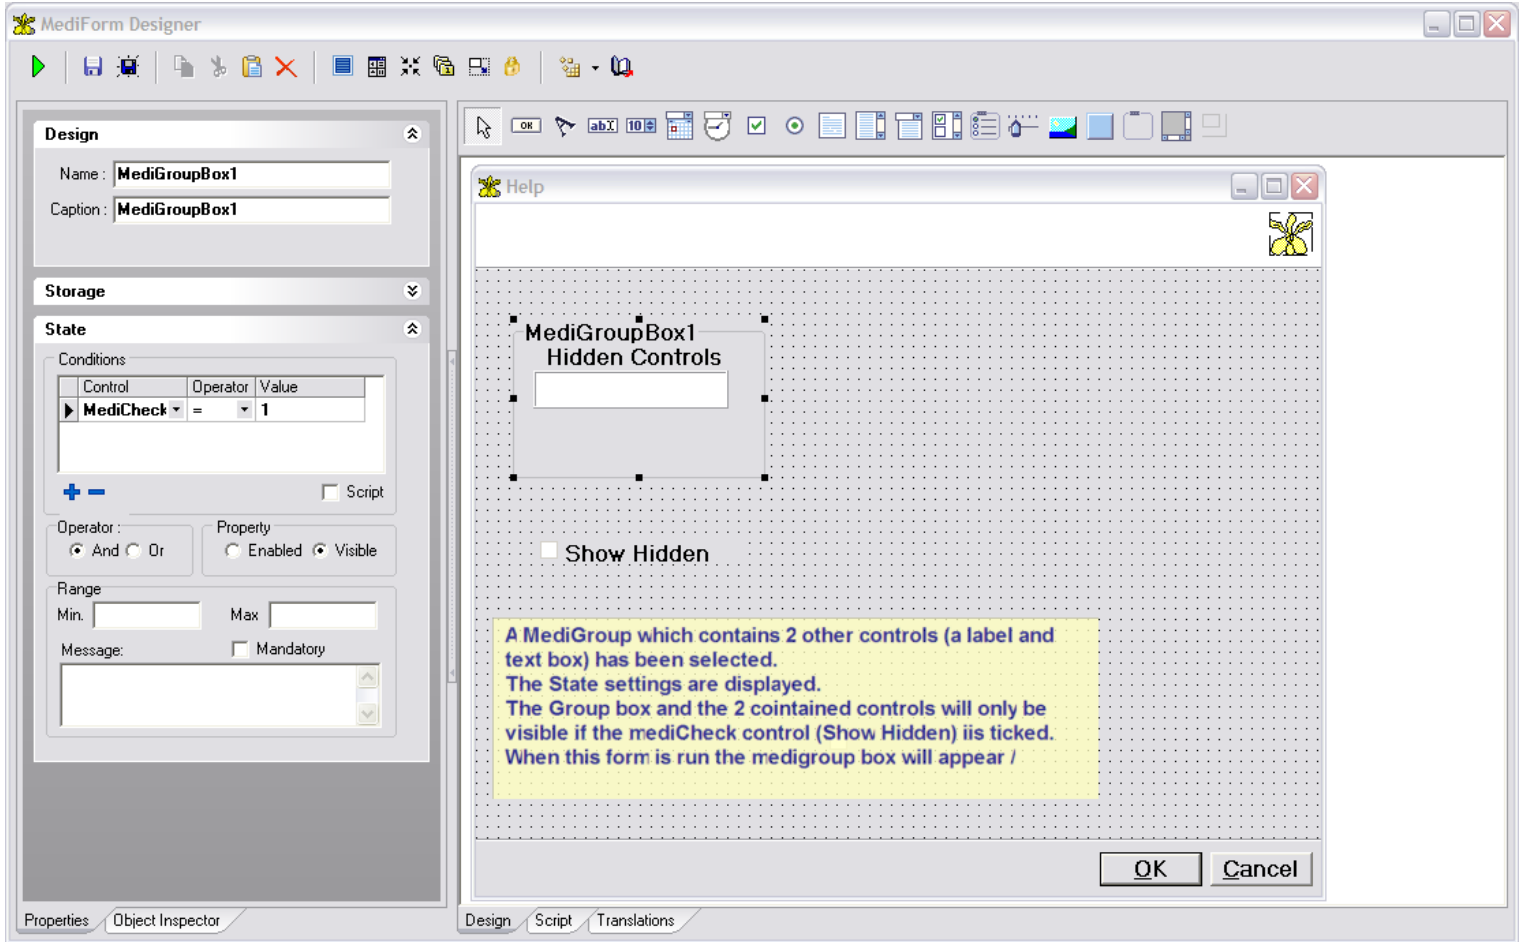 MediForm Designer
OK
abI
10
Design
Name :
MediGroupBox1
Caption :
MediGroupBox1
Storage
State
Conditions
Control Operator Value
MediCheck = 1
Script
Operator :
And Or
Property
Enabled Visible
Range
Min. Max
Message: Mandatory
Properties Object Inspector
Help
MediGroupBox1
Hidden Controls
Show Hidden
A MediGroup which contains 2 other controls (a label and
text box) has been selected.
The State settings are displayed.
The Group box and the 2 cointained controls will only be
visible if the mediCheck control (Show Hidden) iis ticked.
When this form is run the medigroup box will appear /
OK Cancel
Design Script Translations